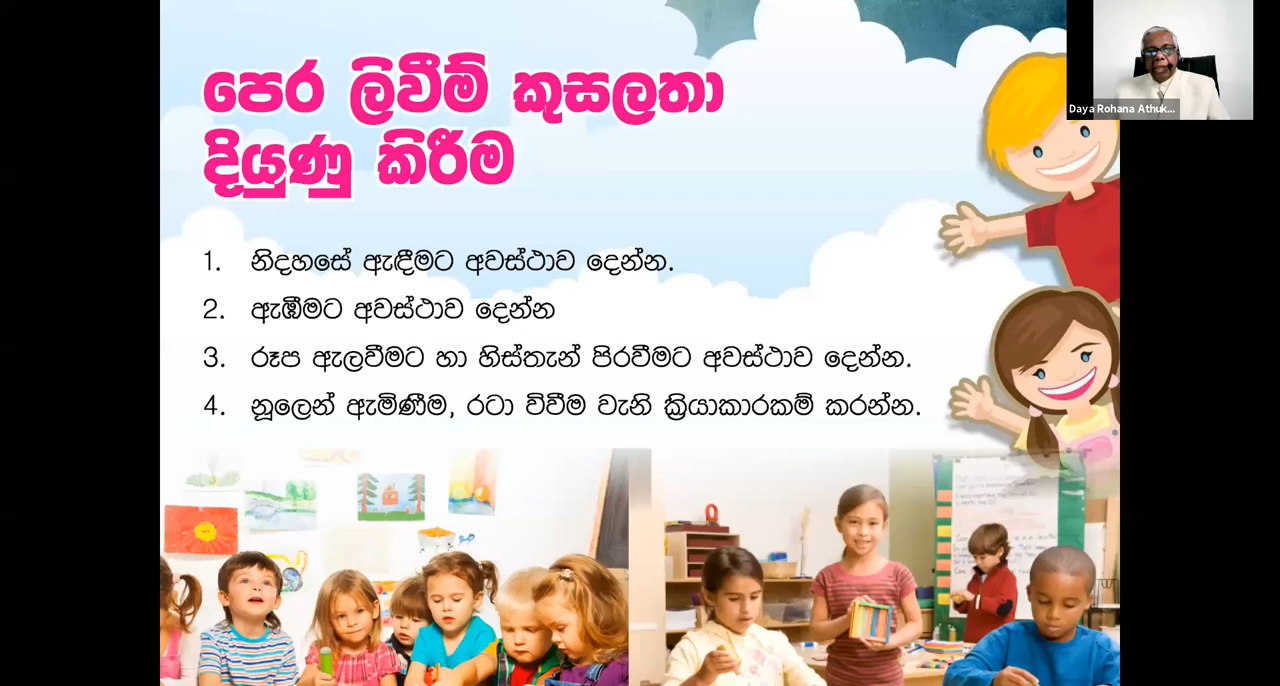 පෙර ලිවීම් කුසලතා
දියුණු කිරීම
1. නිදහසේ ඇඳීමට අවස්ථාව දෙන්න.
2. ඇඹීමට අවස්ථාව දෙන්න
3. රූප ඇලවීමට හා හිස්තැන් පිරවීමට අවස්ථාව දෙන්න.
4. නූලෙන් ඇමිණීම, රටා විවීම වැනි ක්‍රියාකාරකම් කරන්න.
Daya Rohana Athuk...